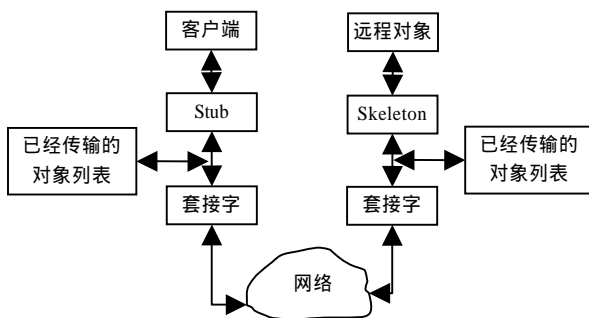 客户端
远程对象
Stub
Skeleton
已经传输的
对象列表
已经传输的
对象列表
套接字
套接字
网络